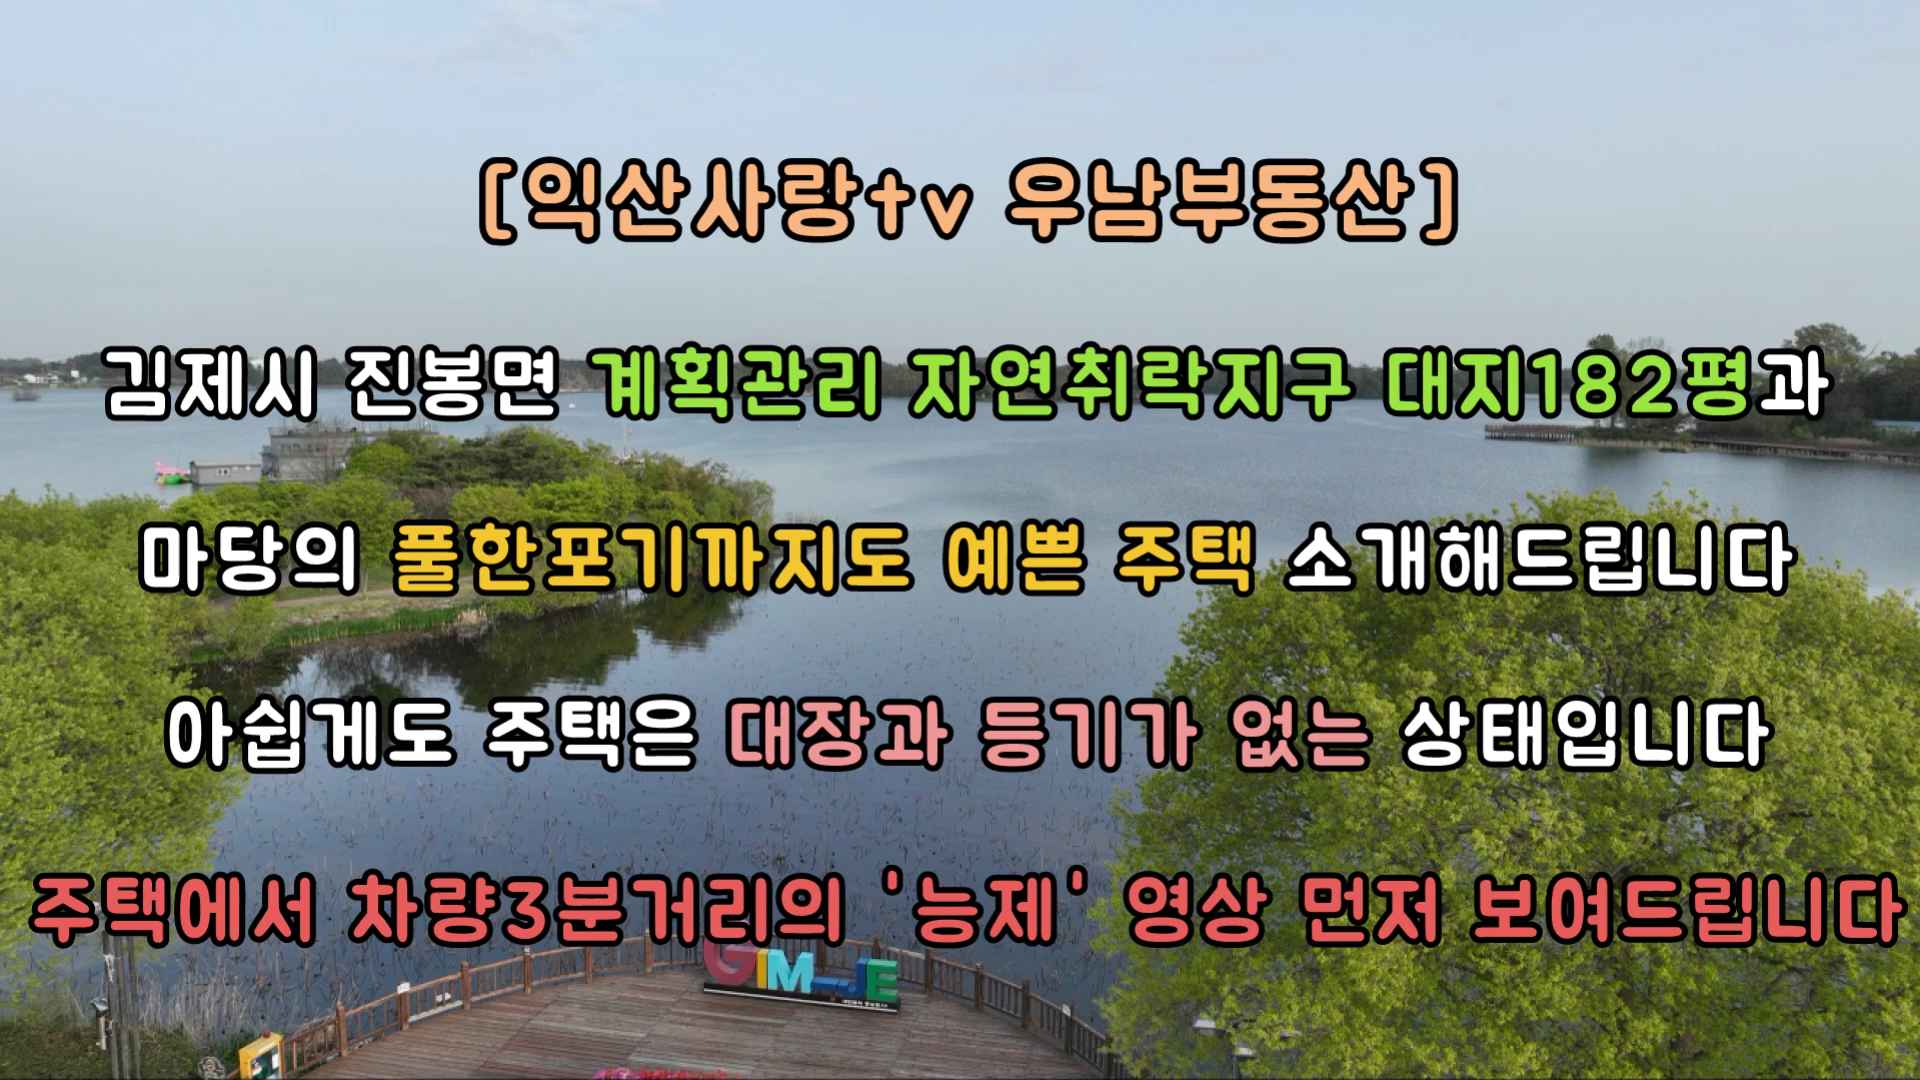 [익산사랑tv 우남부동산]
김제시 진봉면 계획관리 자연취락지구 대지182평과
마당의 풀한포기까지도 예쁜 주택 소개해드립니다
아쉽게도 주택은 대장과 등기가 없는 상태입니다
주택에서 차량3분거리의 '능제' 영상 먼저 보여드립니다
GIM-JE